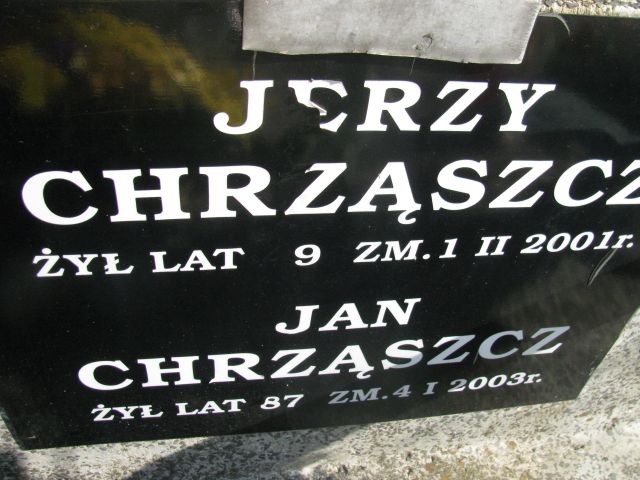 JERZY
CHRZĄSZCZ
ŻYŁ LAT 9 ZM.1 II 2001r.
JAN
CHRZĄSZCZ
ŻYŁ LAT 87 ZM.4 I 2003r.